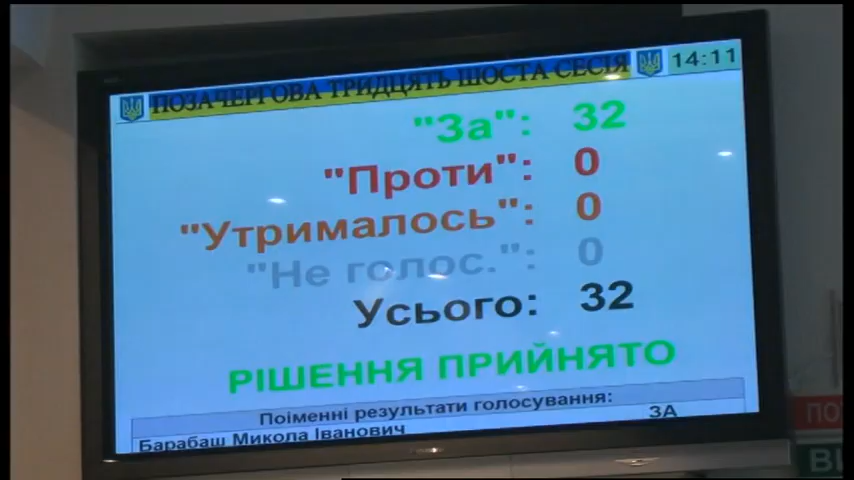 ПОЗАЧЕРГОВА ТРИДЦЯТЬ ШОСТА СЕСІЯ 14:11
"За": 32
"Проти": 0
"Утрималось": 0
"Не голос.": 0
Усього: 32
РІШЕННЯ ПРИЙНЯТО
Поіменні результати голосування:
Барабаш Микола Іванович ЗА